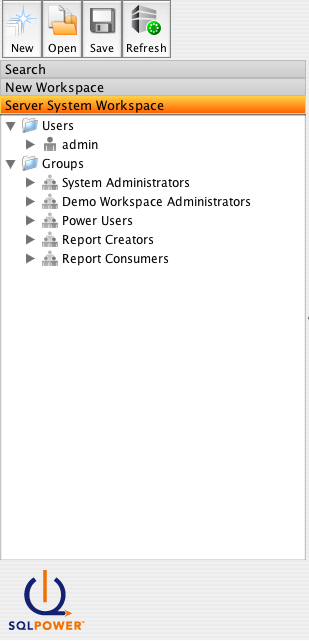 New Open Save Refresh
Search
New Workspace
Server System Workspace
Users
admin
Groups
System Administrators
Demo Workspace Administrators
Power Users
Report Creators
Report Consumers
SQLPOWER